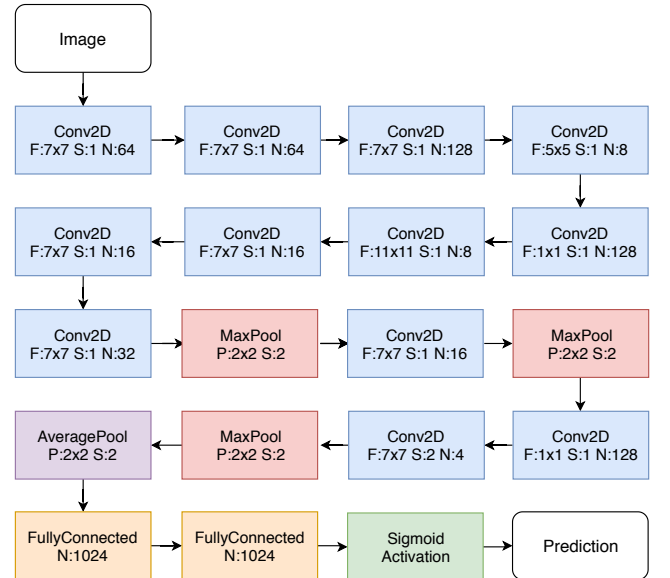 Image
Conv2D
F:7x7 S:1 N:64
Conv2D
F:7x7 S:1 N:64
Conv2D
F:7x7 S:1 N:128
Conv2D
F:5x5 S:1 N:8
Conv2D
F:1x1 S:1 N:128
Conv2D
F:11x11 S:1 N:8
Conv2D
F:7x7 S:1 N:16
Conv2D
F:7x7 S:1 N:16
Conv2D
F:7x7 S:1 N:32
MaxPool
P:2x2 S:2
Conv2D
F:7x7 S:1 N:16
MaxPool
P:2x2 S:2
Conv2D
F:1x1 S:1 N:128
Conv2D
F:7x7 S:2 N:4
MaxPool
P:2x2 S:2
AveragePool
P:2x2 S:2
FullyConnected
N:1024
FullyConnected
N:1024
Sigmoid
Activation
Prediction